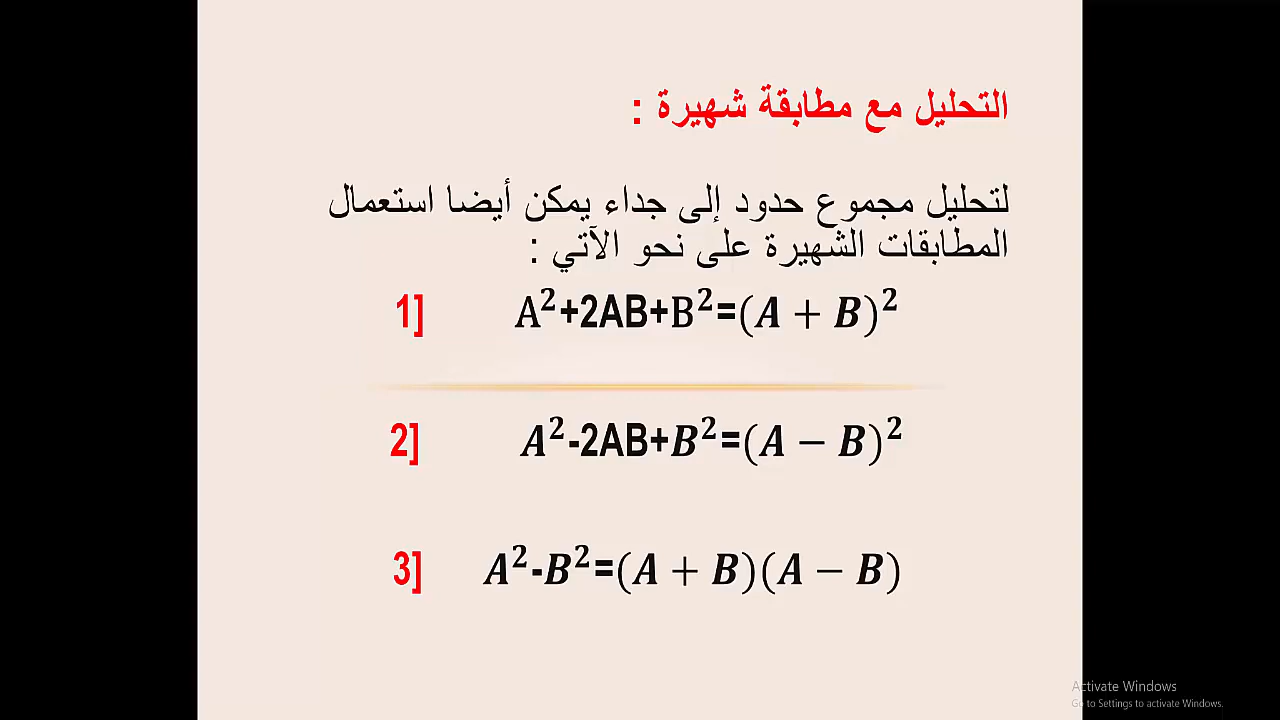 التحليل مع مطابقة شهيرة :
لتحليل مجموع حدود إلى جداء يمكن أيضا استعمال
المطابقات الشهيرة على نحو الآتي :
1] A²+2AB+B²=(A + B)²
2] A²-2AB+B²=(A − B)²
3] A²-B²=(A + B)(A − B)
Activate Windows
Go to Settings to activate Windows.